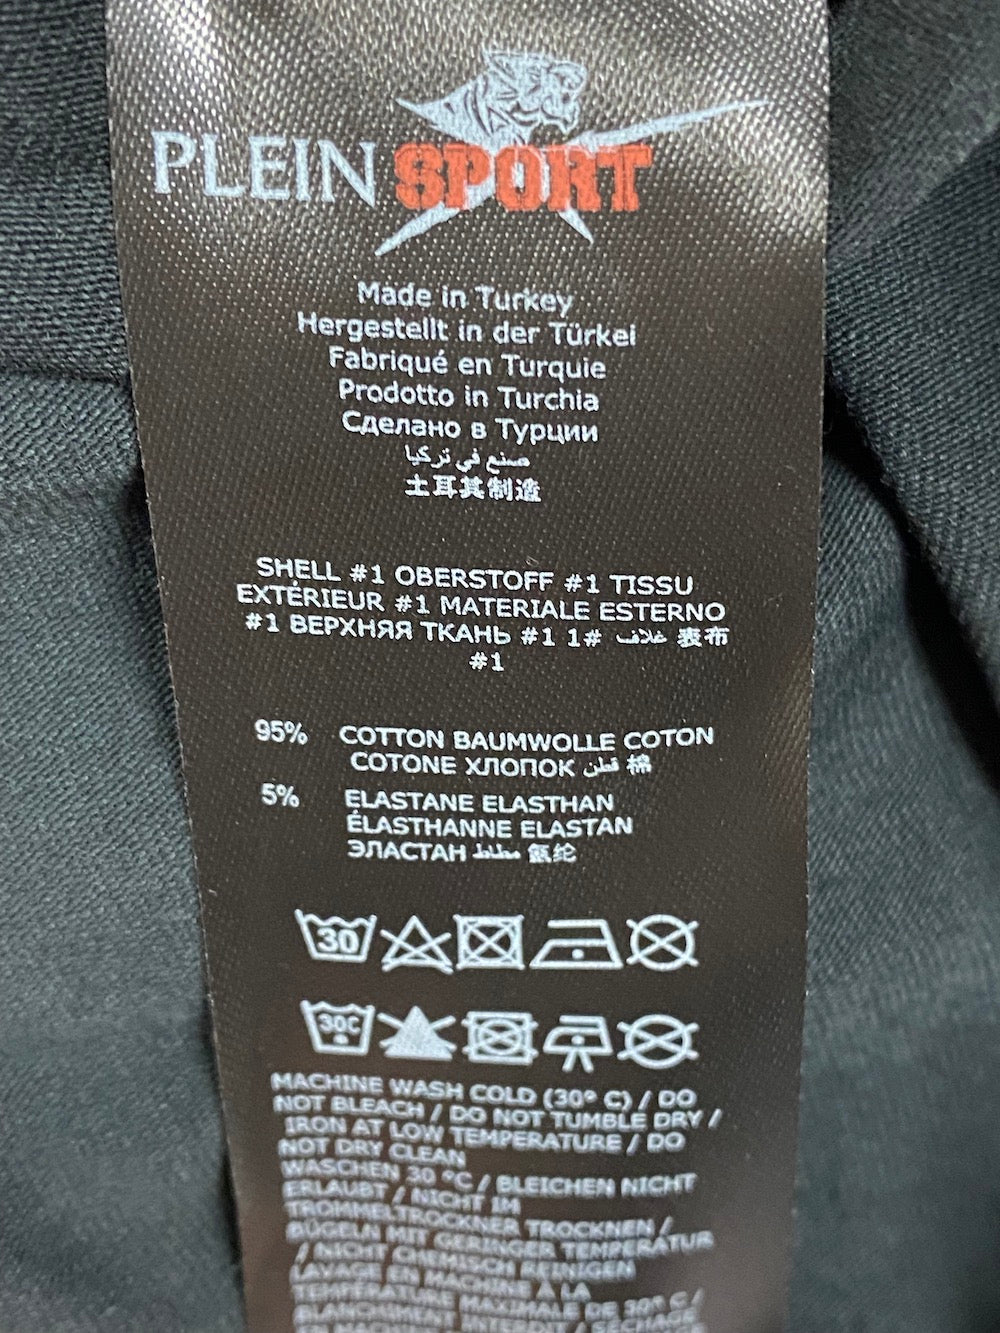 PLEIN SPORT
Made in Turkey
Hergestellt in der Türkei
Fabriqué en Turquie
Prodotto in Turchia
Сделано в Турции
صنع في تركيا
土耳其制造
SHELL #1 OBERSTOFF #1 TISSU
EXTÉRIEUR #1 MATERIALE ESTERNO
#1 ВЕРХНЯЯ ТКАНЬ #1 1# غلاف 表布
#1
95% COTTON BAUMWOLLE COTON
COTONE ХЛОПОК قطن 棉
5% ELASTANE ELASTHAN
ÉLASTHANNE ELASTAN
ЭЛАСТАН مطاط 氨纶
30
30C
MACHINE WASH COLD (30° C) / DO
NOT BLEACH / DO NOT TUMBLE DRY /
IRON AT LOW TEMPERATURE / DO
NOT DRY CLEAN
WASCHEN 30 °C / BLEICHEN NICHT
ERLAUBT / NICHT IM
TROMMELTROCKNER TROCKNEN /
BÜGELN MIT GERINGER TEMPERATUR
/ NICHT CHEMISCH REINIGEN
LAVAGE EN MACHINE À LA
TEMPÉRATURE MAXIMALE DE 30° C /
BLANCHIMENT INTERDIT / SÉCHAGE